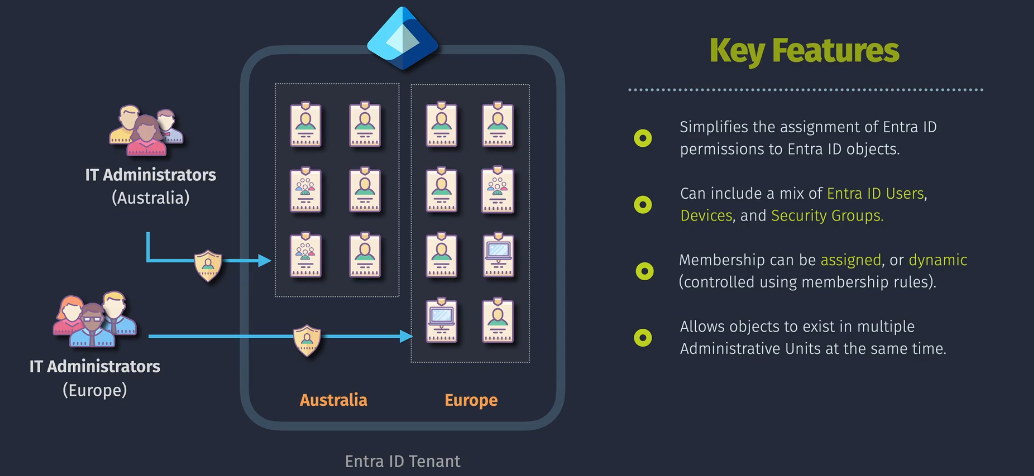 IT Administrators
(Australia)
IT Administrators
(Europe)
Australia
Europe
Entra ID Tenant
Key Features
Simplifies the assignment of Entra ID
permissions to Entra ID objects.
Can include a mix of Entra ID Users,
Devices, and Security Groups.
Membership can be assigned, or dynamic
(controlled using membership rules).
Allows objects to exist in multiple
Administrative Units at the same time.